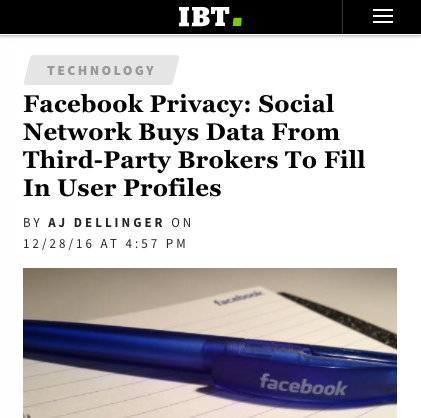 IBT.
TECHNOLOGY
Facebook Privacy: Social
Network Buys Data From
Third-Party Brokers To Fill
In User Profiles
BY AJ DELLINGER ON
12/28/16 AT 4:57 PM
facebook
facebook